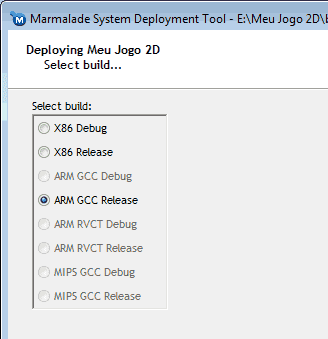 Marmalade System Deployment Tool - E:\Meu Jogo 2D\
Deploying Meu Jogo 2D
Select build...
Select build:
X86 Debug
X86 Release
ARM GCC Debug
ARM GCC Release
ARM RVCT Debug
ARM RVCT Release
MIPS GCC Debug
MIPS GCC Release